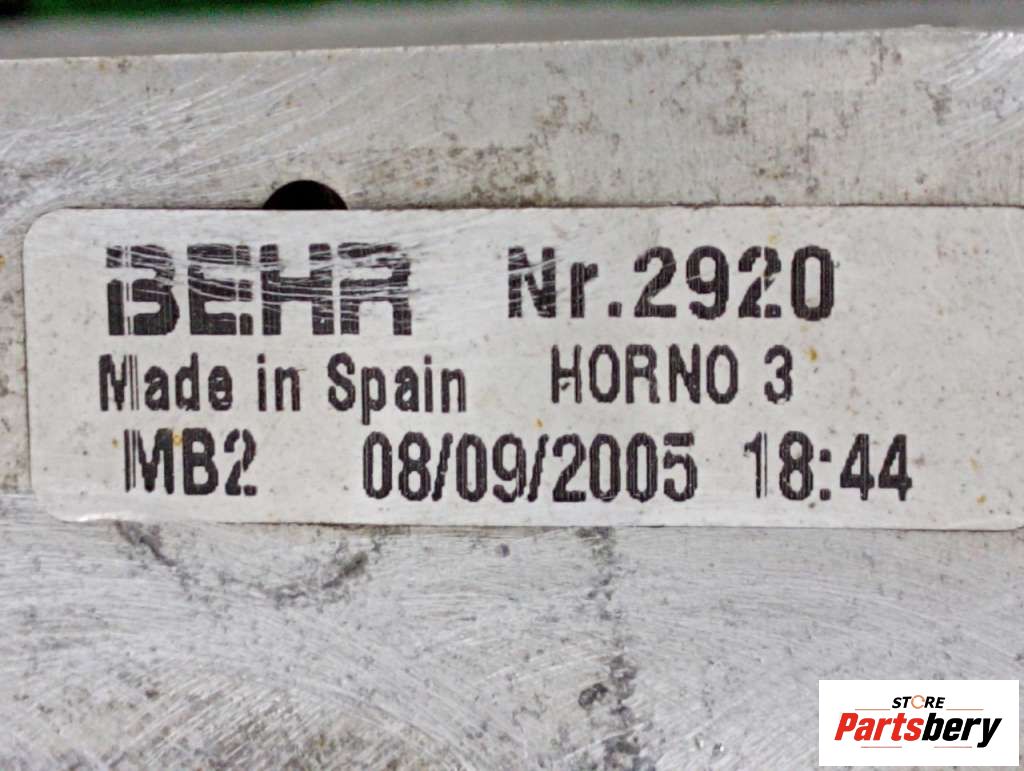 BEHR Nr.2920
Made in Spain HORNO 3
MB2 08/09/2005 18:44
STORE
Partsbery